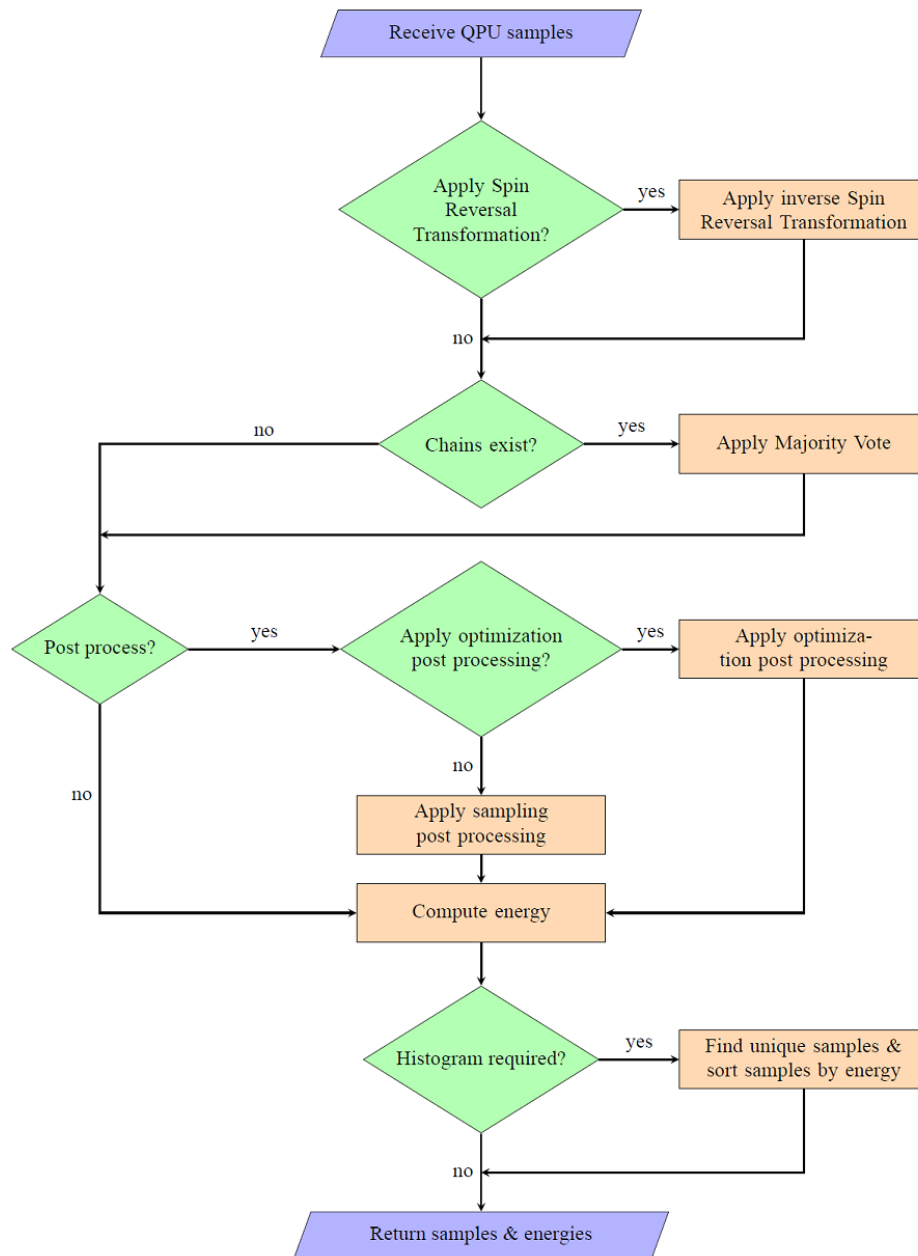 Receive QPU samples
Apply Spin
Reversal
Transformation?
yes
Apply inverse Spin
Reversal Transformation
no
Chains exist?
yes
Apply Majority Vote
no
Post process?
yes
Apply optimization
post processing?
yes
Apply optimiza-
tion post processing
no
no
Apply sampling
post processing
Compute energy
Histogram required?
yes
Find unique samples &
sort samples by energy
no
Return samples & energies